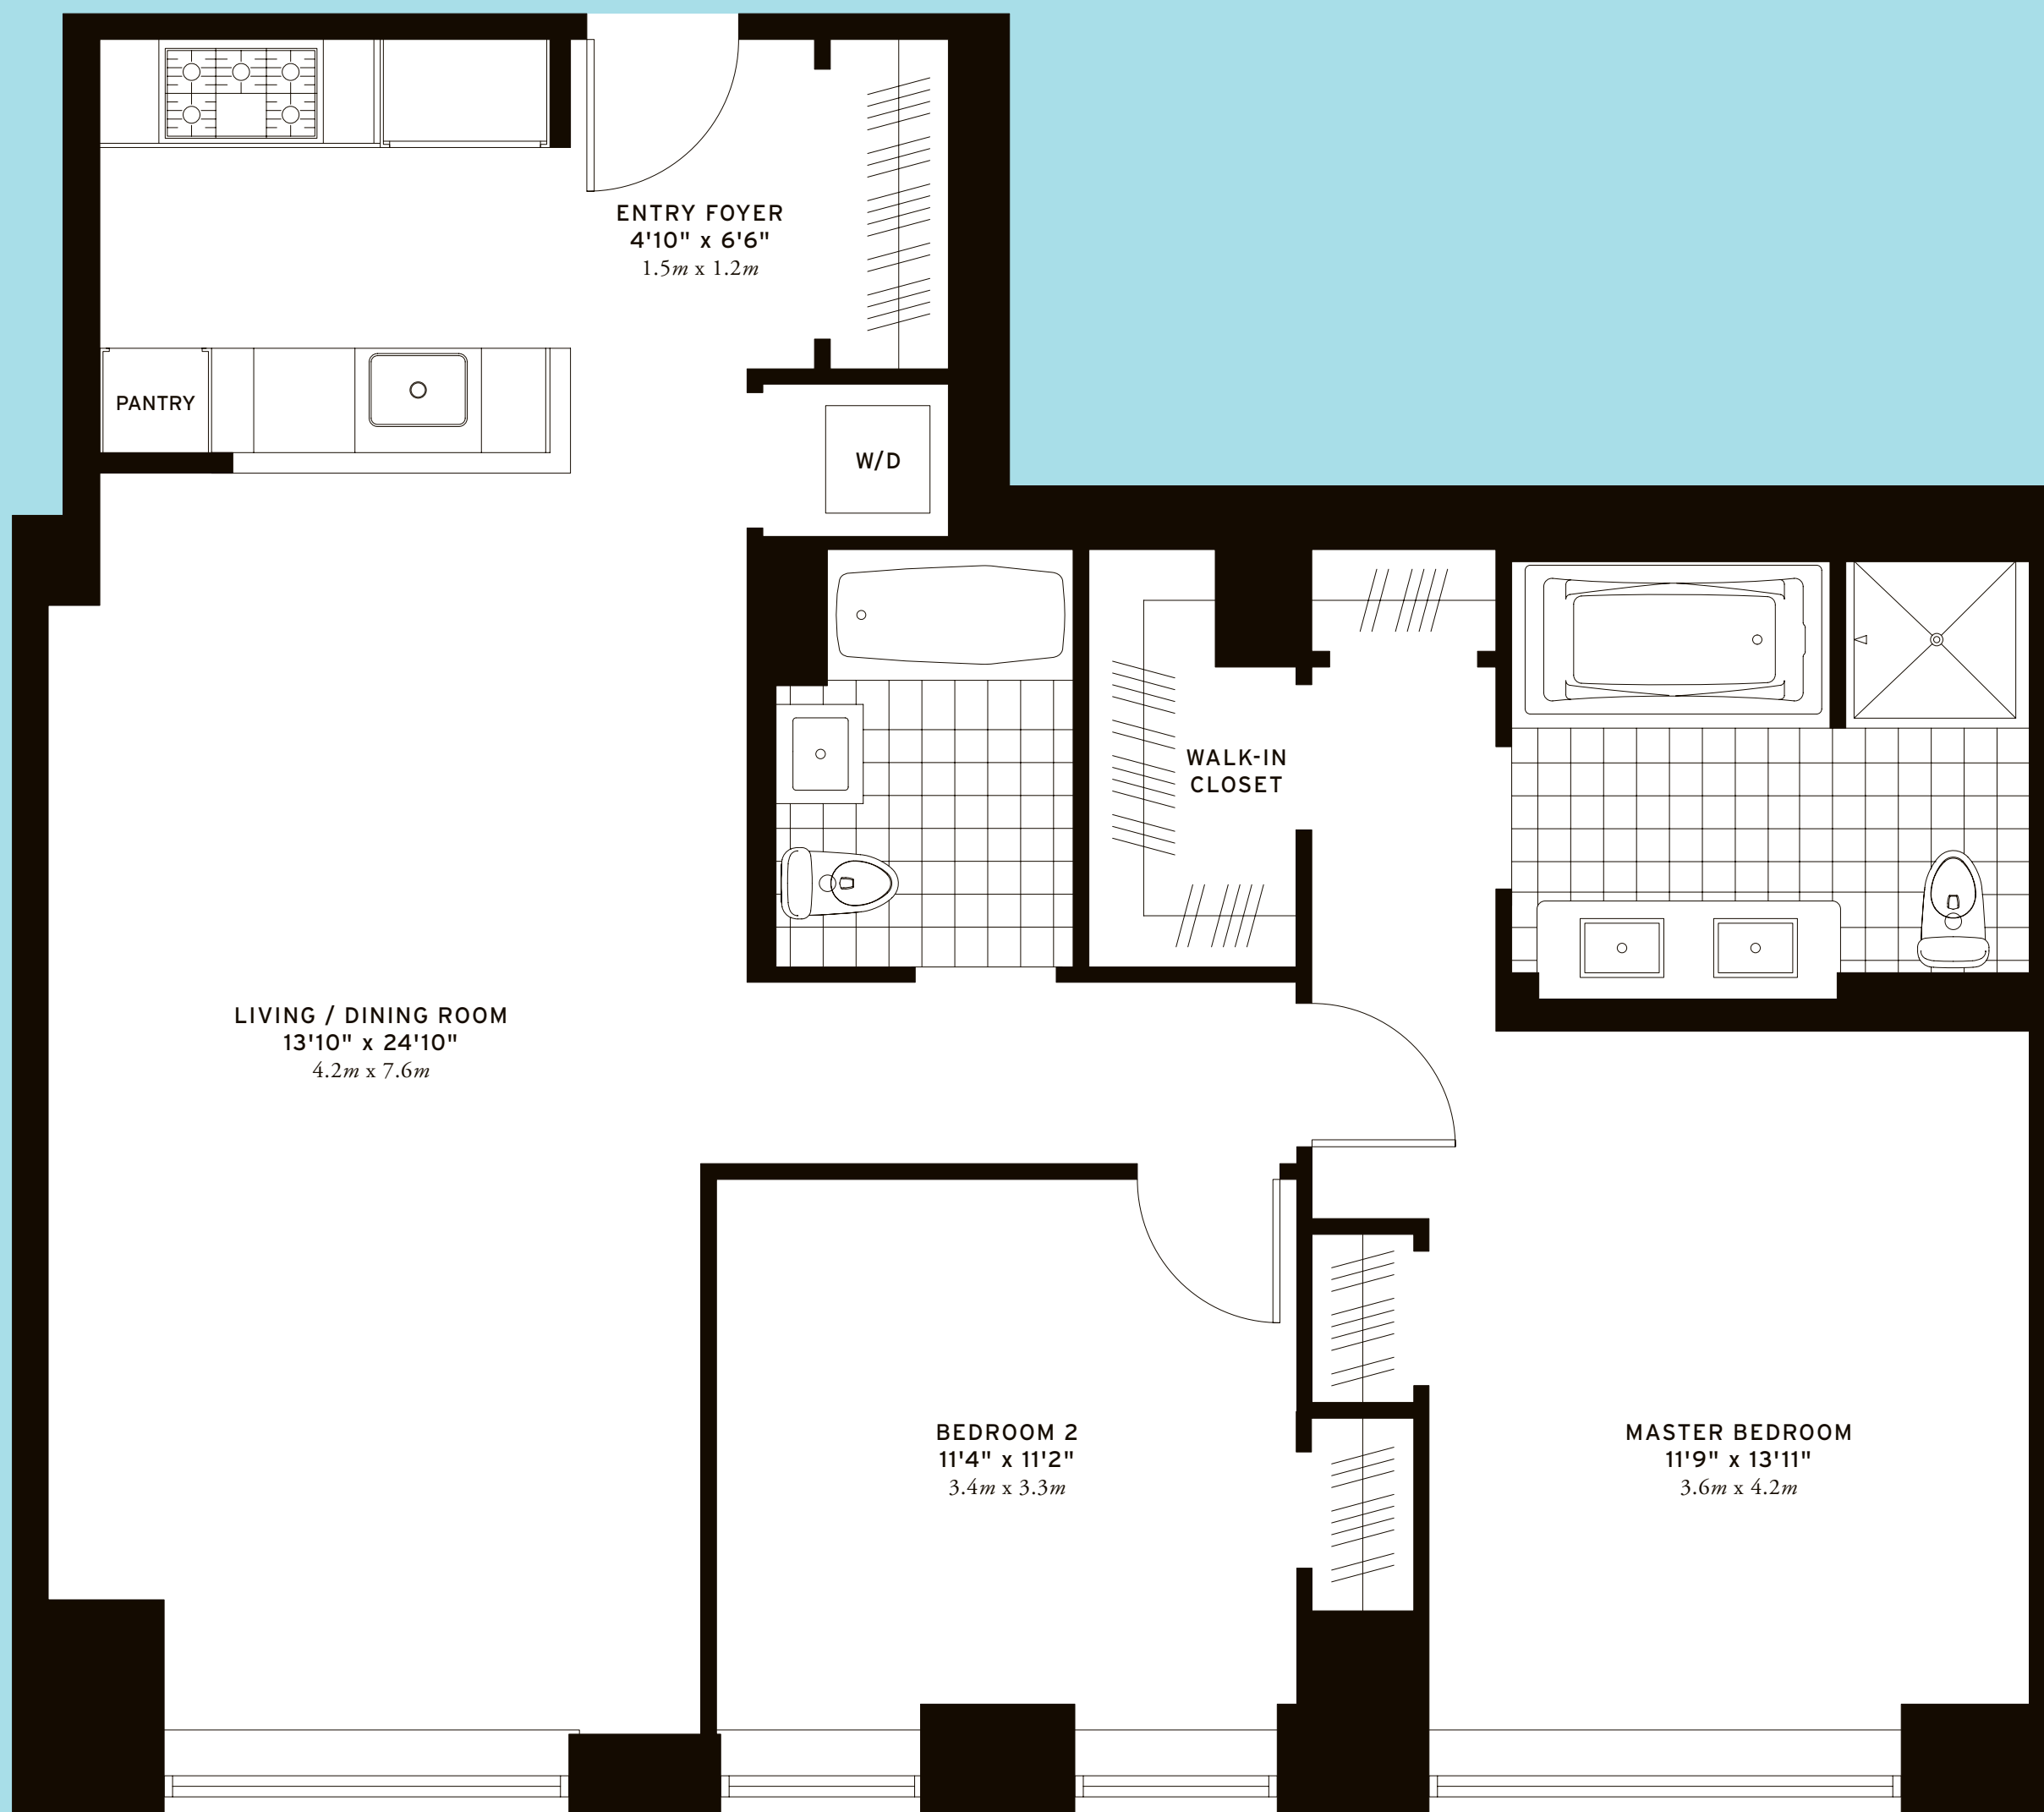 ENTRY FOYER
4'10" x 6'6"
1.5m x 1.2m
PANTRY
W/D
WALK-IN
CLOSET
LIVING / DINING ROOM
13'10" x 24'10"
4.2m x 7.6m
BEDROOM 2
11'4" x 11'2"
3.4m x 3.3m
MASTER BEDROOM
11'9" x 13'11"
3.6m x 4.2m